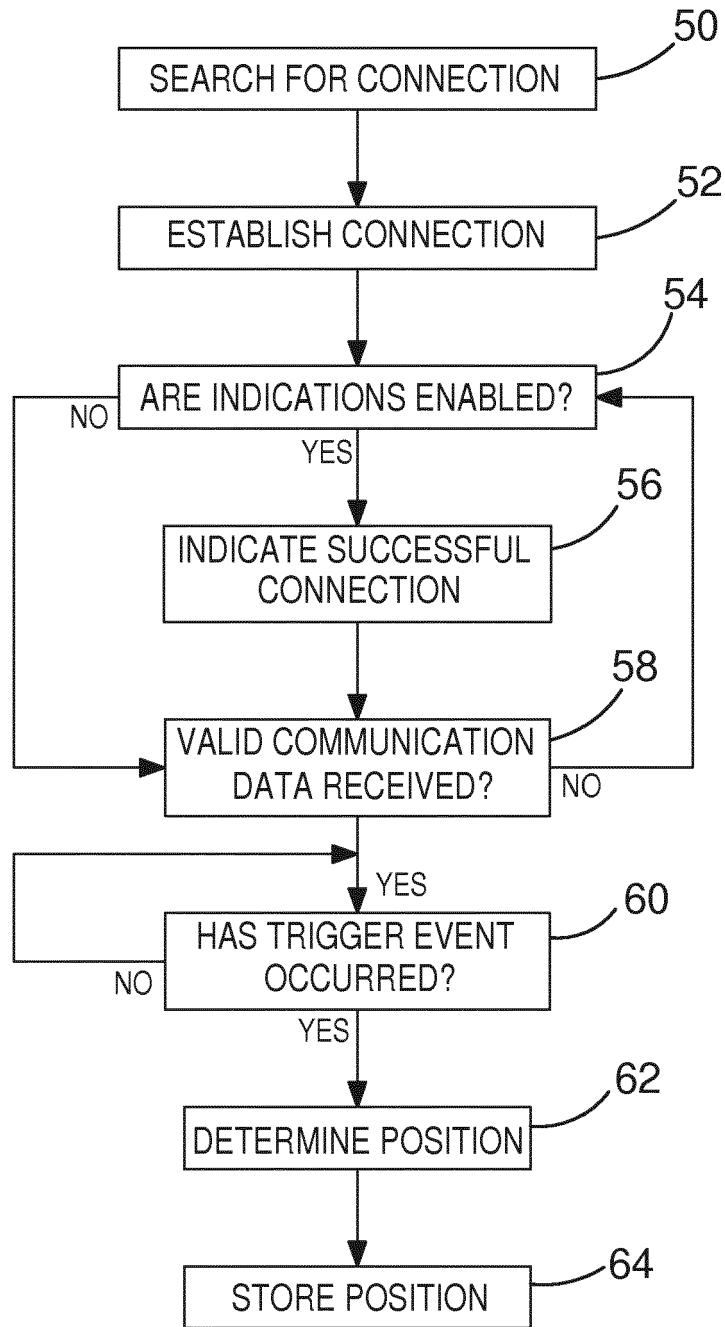 50
SEARCH FOR CONNECTION
52
ESTABLISH CONNECTION
54
ARE INDICATIONS ENABLED?
NO
YES
56
INDICATE SUCCESSFUL
CONNECTION
58
VALID COMMUNICATION
DATA RECEIVED?
NO
YES
60
HAS TRIGGER EVENT
OCCURRED?
NO
YES
62
DETERMINE POSITION
64
STORE POSITION